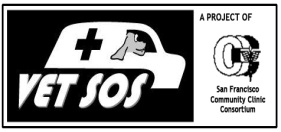 VET SOS
A PROJECT OF
San Francisco
Community Clinic
Consortium